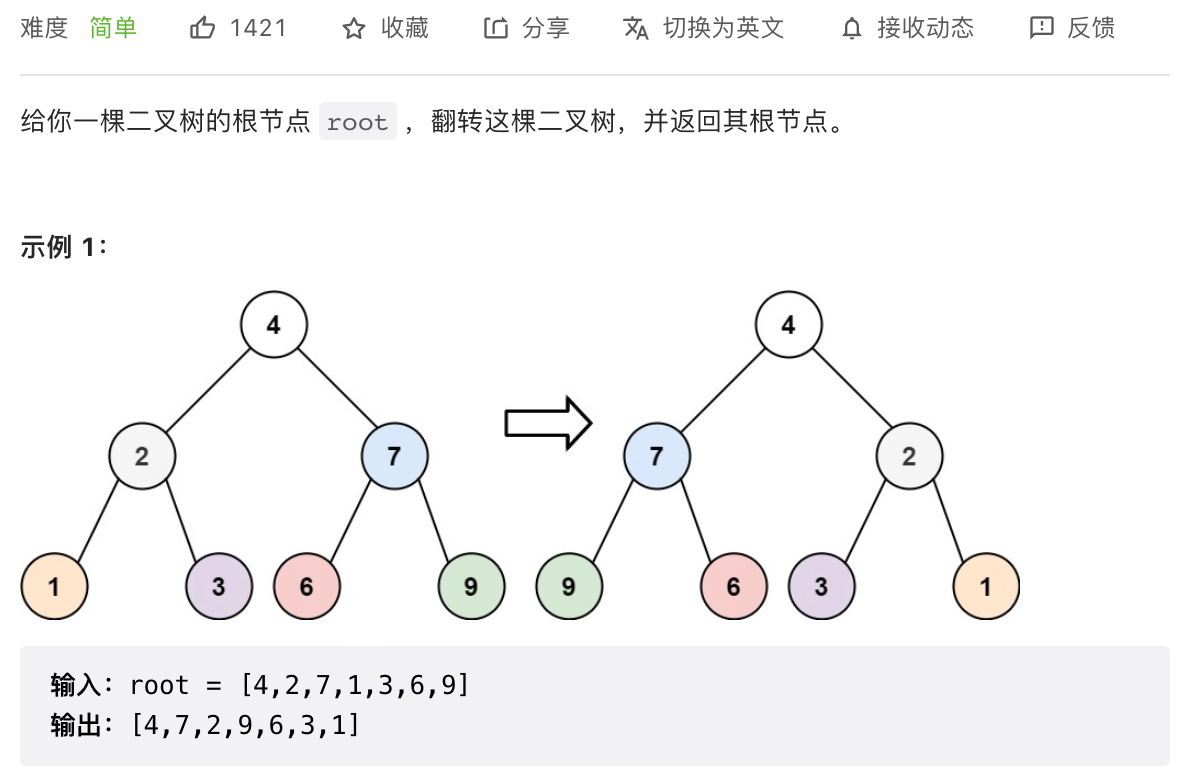 难度 简单 1421 收藏 分享 切换为英文 接收动态 反馈
给你一棵二叉树的根节点 root ，翻转这棵二叉树，并返回其根节点。
示例 1：
4 4
2 7 7 2
1 3 6 9 9 6 3 1
输入：root = [4,2,7,1,3,6,9]
输出：[4,7,2,9,6,3,1]